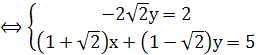 ⇔ { −2√2y = 2
(1 + √2)x + (1 − √2)y = 5